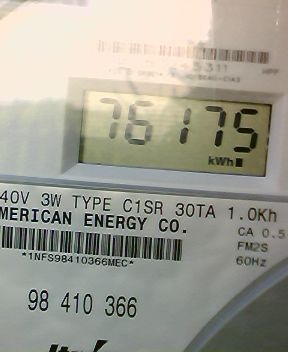 76175
kWh
40V 3W TYPE C1SR 30TA 1.0Kh
MERICAN ENERGY CO.
CA 0.5
FM2S
60Hz
*1NFS98410366MEC*
98 410 366